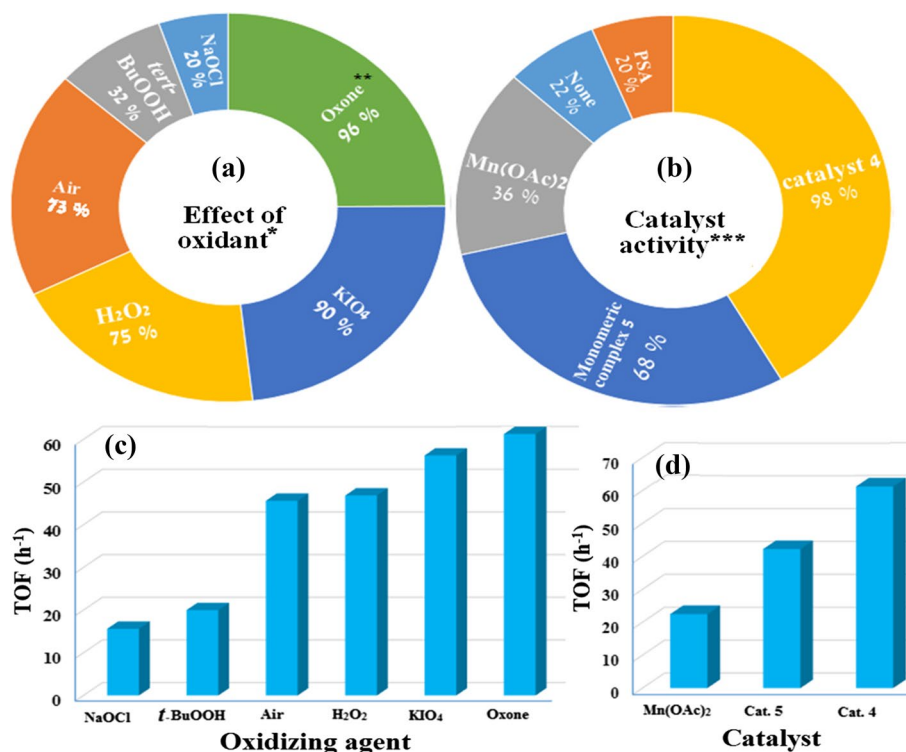 (a)
Effect of
oxidant*
Oxone**
96 %
KIO₄
90 %
H₂O₂
75 %
Air
73 %
tert-
BuOOH
32 %
NaOCl
20 %
(b)
Catalyst
activity***
catalyst 4
98 %
Monomeric
complex 5
68 %
Mn(OAc)2
36 %
None
22 %
PSA
20 %
(c)
TOF (h⁻¹)
60
50
40
30
20
10
0
NaOCl t-BuOOH Air H₂O₂ KIO₄ Oxone
Oxidizing agent
(d)
TOF (h⁻¹)
70
60
50
40
30
20
10
0
Mn(OAc)₂ Cat. 5 Cat. 4
Catalyst